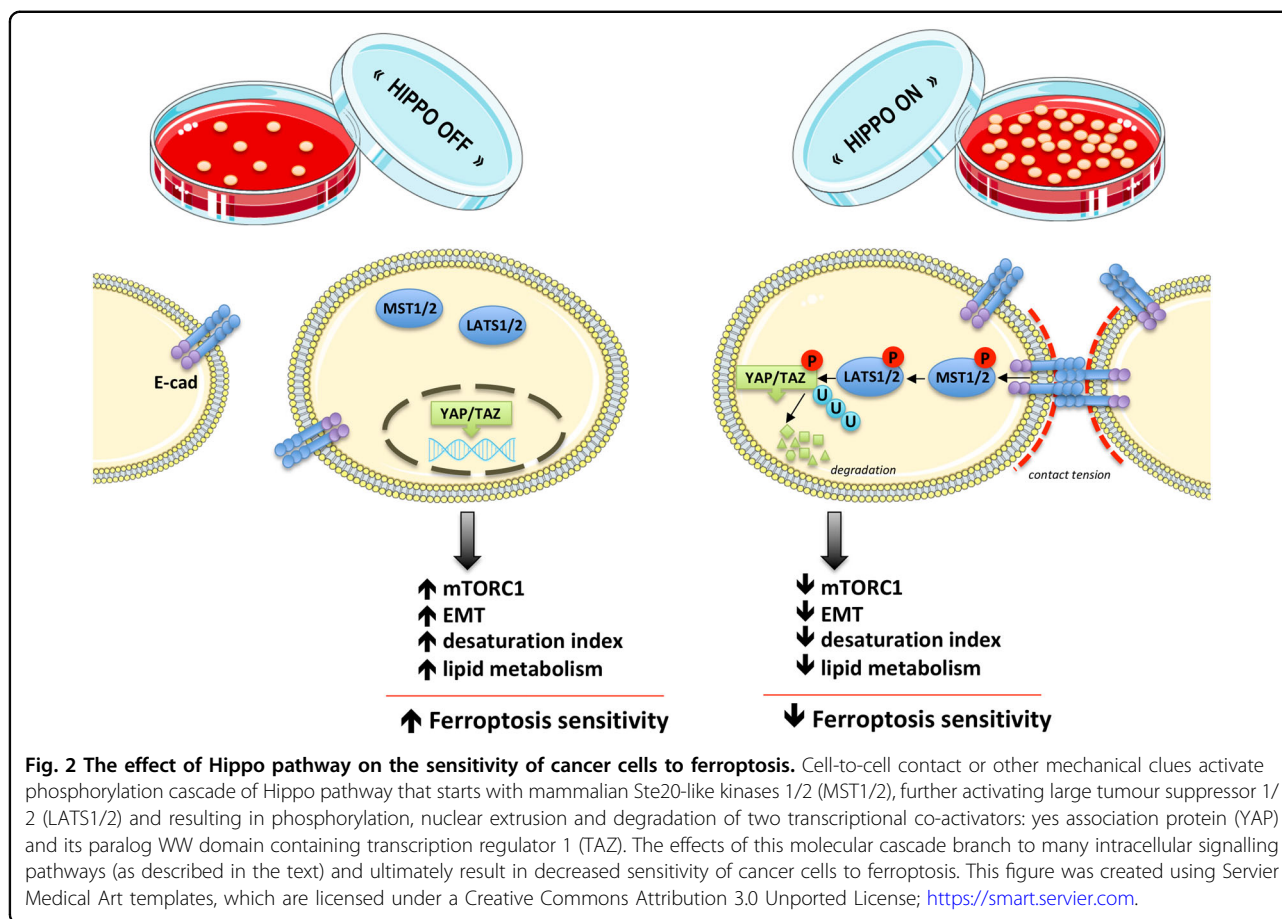 « HIPPO OFF »
« HIPPO ON »
MST1/2
LATS1/2
E-cad
YAP/TAZ
P
P
P
YAP/TAZ
LATS1/2
MST1/2
U
U
U
degradation
contact tension
↑ mTORC1
↑ EMT
↑ desaturation index
↑ lipid metabolism
↑ Ferroptosis sensitivity
↓ mTORC1
↓ EMT
↓ desaturation index
↓ lipid metabolism
↓ Ferroptosis sensitivity
Fig. 2 The effect of Hippo pathway on the sensitivity of cancer cells to ferroptosis. Cell-to-cell contact or other mechanical clues activate
phosphorylation cascade of Hippo pathway that starts with mammalian Ste20-like kinases 1/2 (MST1/2), further activating large tumour suppressor 1/
2 (LATS1/2) and resulting in phosphorylation, nuclear extrusion and degradation of two transcriptional co-activators: yes association protein (YAP)
and its paralog WW domain containing transcription regulator 1 (TAZ). The effects of this molecular cascade branch to many intracellular signalling
pathways (as described in the text) and ultimately result in decreased sensitivity of cancer cells to ferroptosis. This figure was created using Servier
Medical Art templates, which are licensed under a Creative Commons Attribution 3.0 Unported License; https://smart.servier.com.